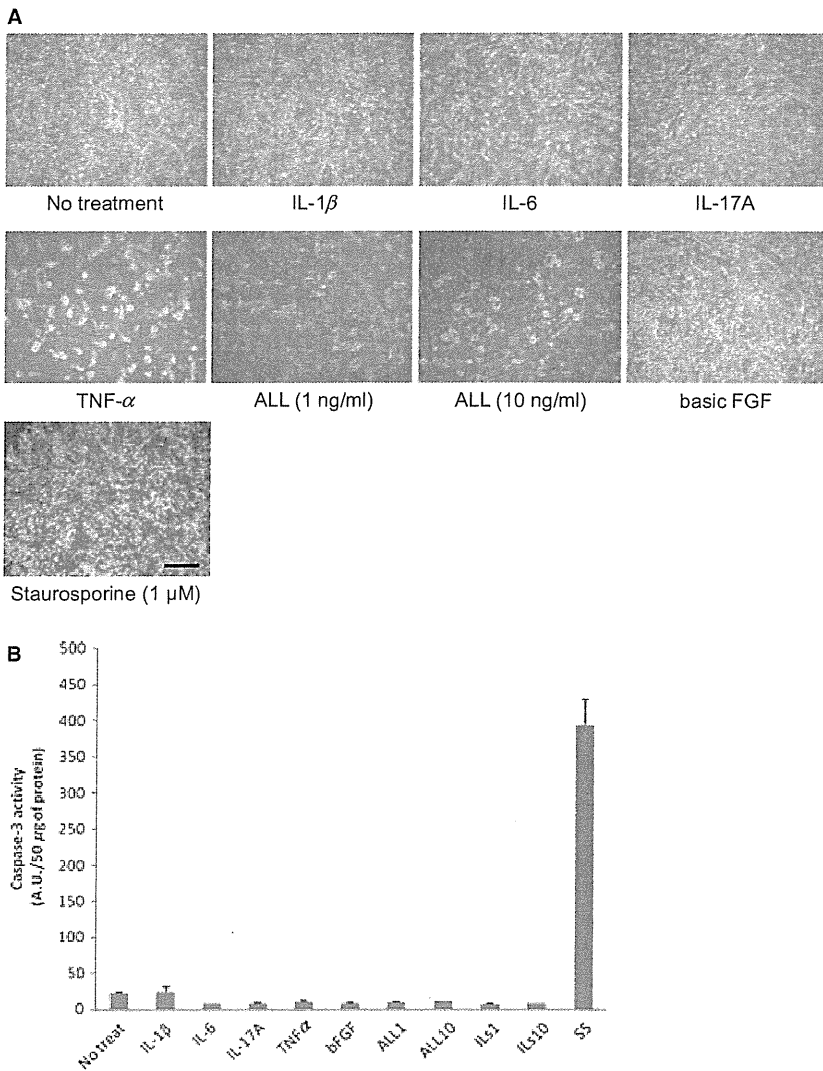 A
No treatment
IL-1β
IL-6
IL-17A
TNF-α
ALL (1 ng/ml)
ALL (10 ng/ml)
basic FGF
Staurosporine (1 μM)
B
Caspase-3 activity
(A.U./50 μg of protein)
500
450
400
350
300
250
200
150
100
50
0
No treat
IL-1β
IL-6
IL-17A
TNFα
bFGF
ALL1
ALL10
ILs1
ILs10
SS